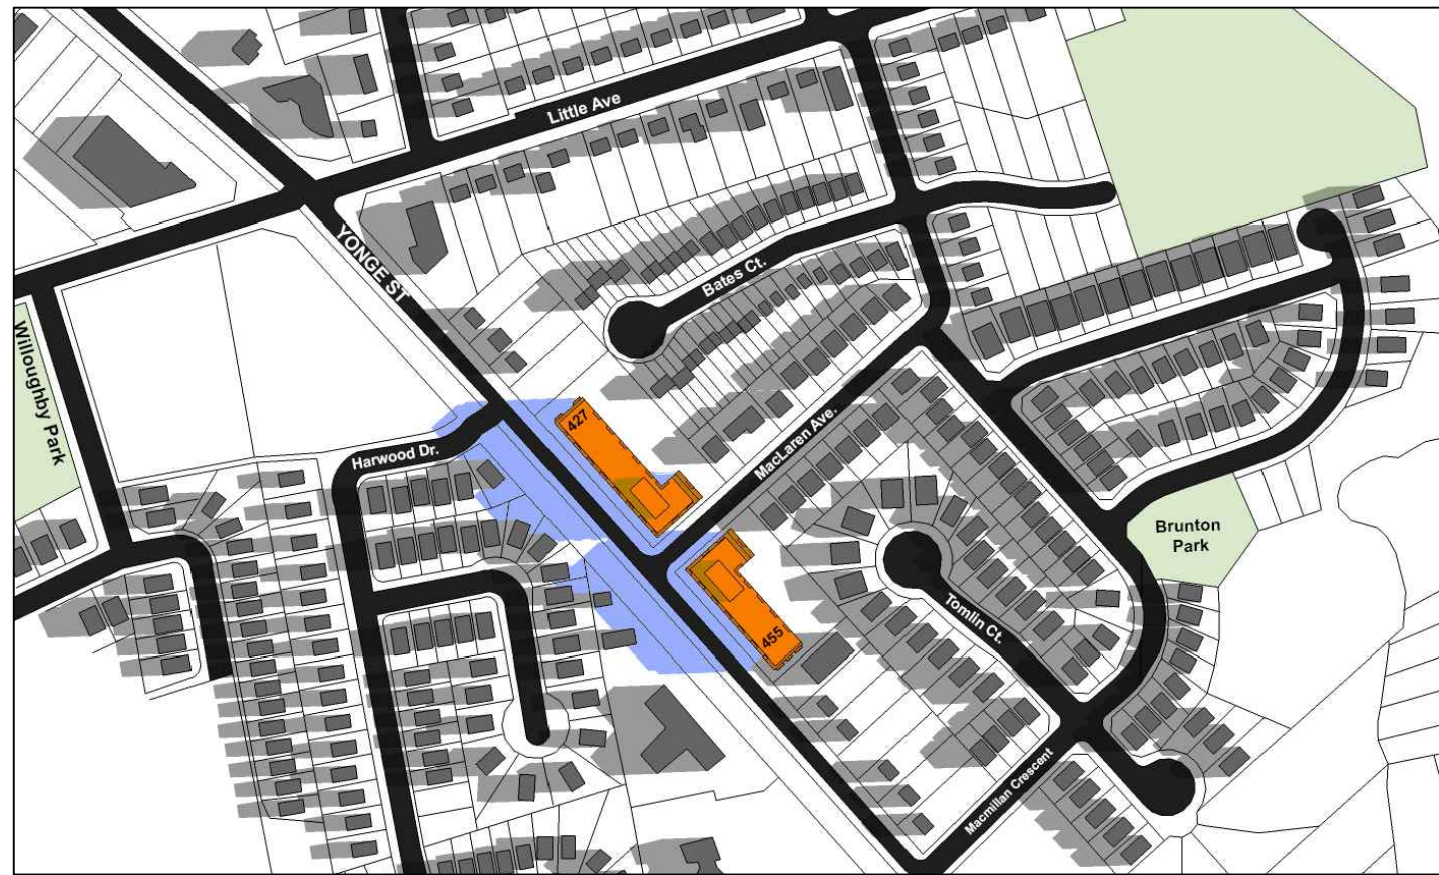 Little Ave
YONGE ST
Bates Ct.
Willoughby Park
427
MacLaren Ave.
Harwood Dr.
Brunton
Park
455
Tomlin Ct.
Macmillan Crescent